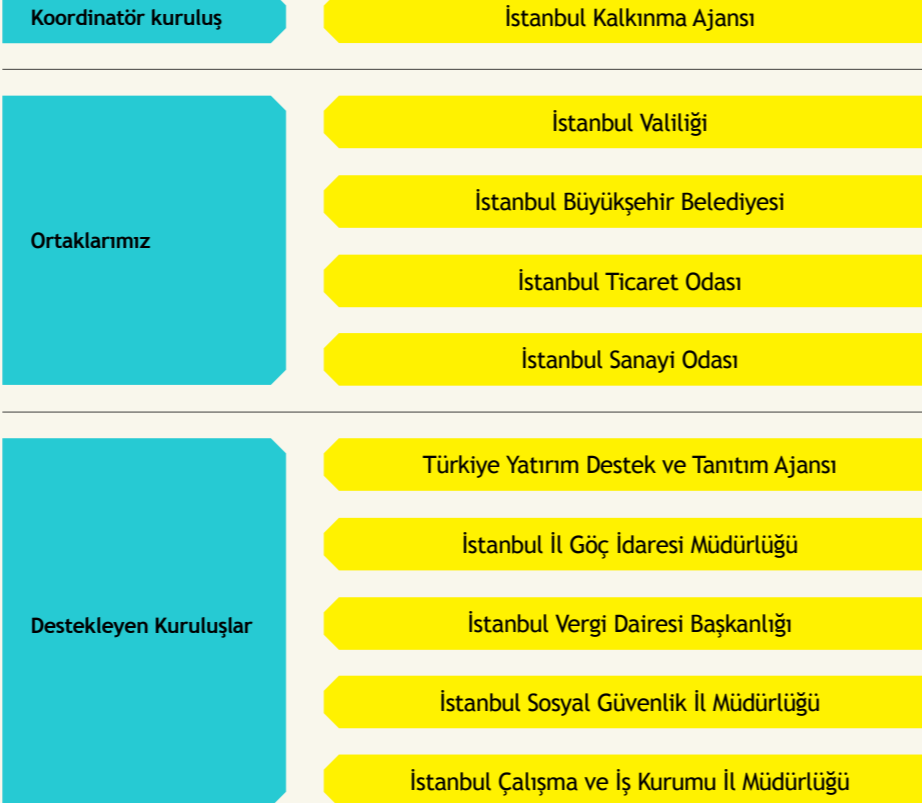 Koordinatör kuruluş
İstanbul Kalkınma Ajansı
Ortaklarımız
İstanbul Valiliği
İstanbul Büyükşehir Belediyesi
İstanbul Ticaret Odası
İstanbul Sanayi Odası
Destekleyen Kuruluşlar
Türkiye Yatırım Destek ve Tanıtım Ajansı
İstanbul İl Göç İdaresi Müdürlüğü
İstanbul Vergi Dairesi Başkanlığı
İstanbul Sosyal Güvenlik İl Müdürlüğü
İstanbul Çalışma ve İş Kurumu İl Müdürlüğü